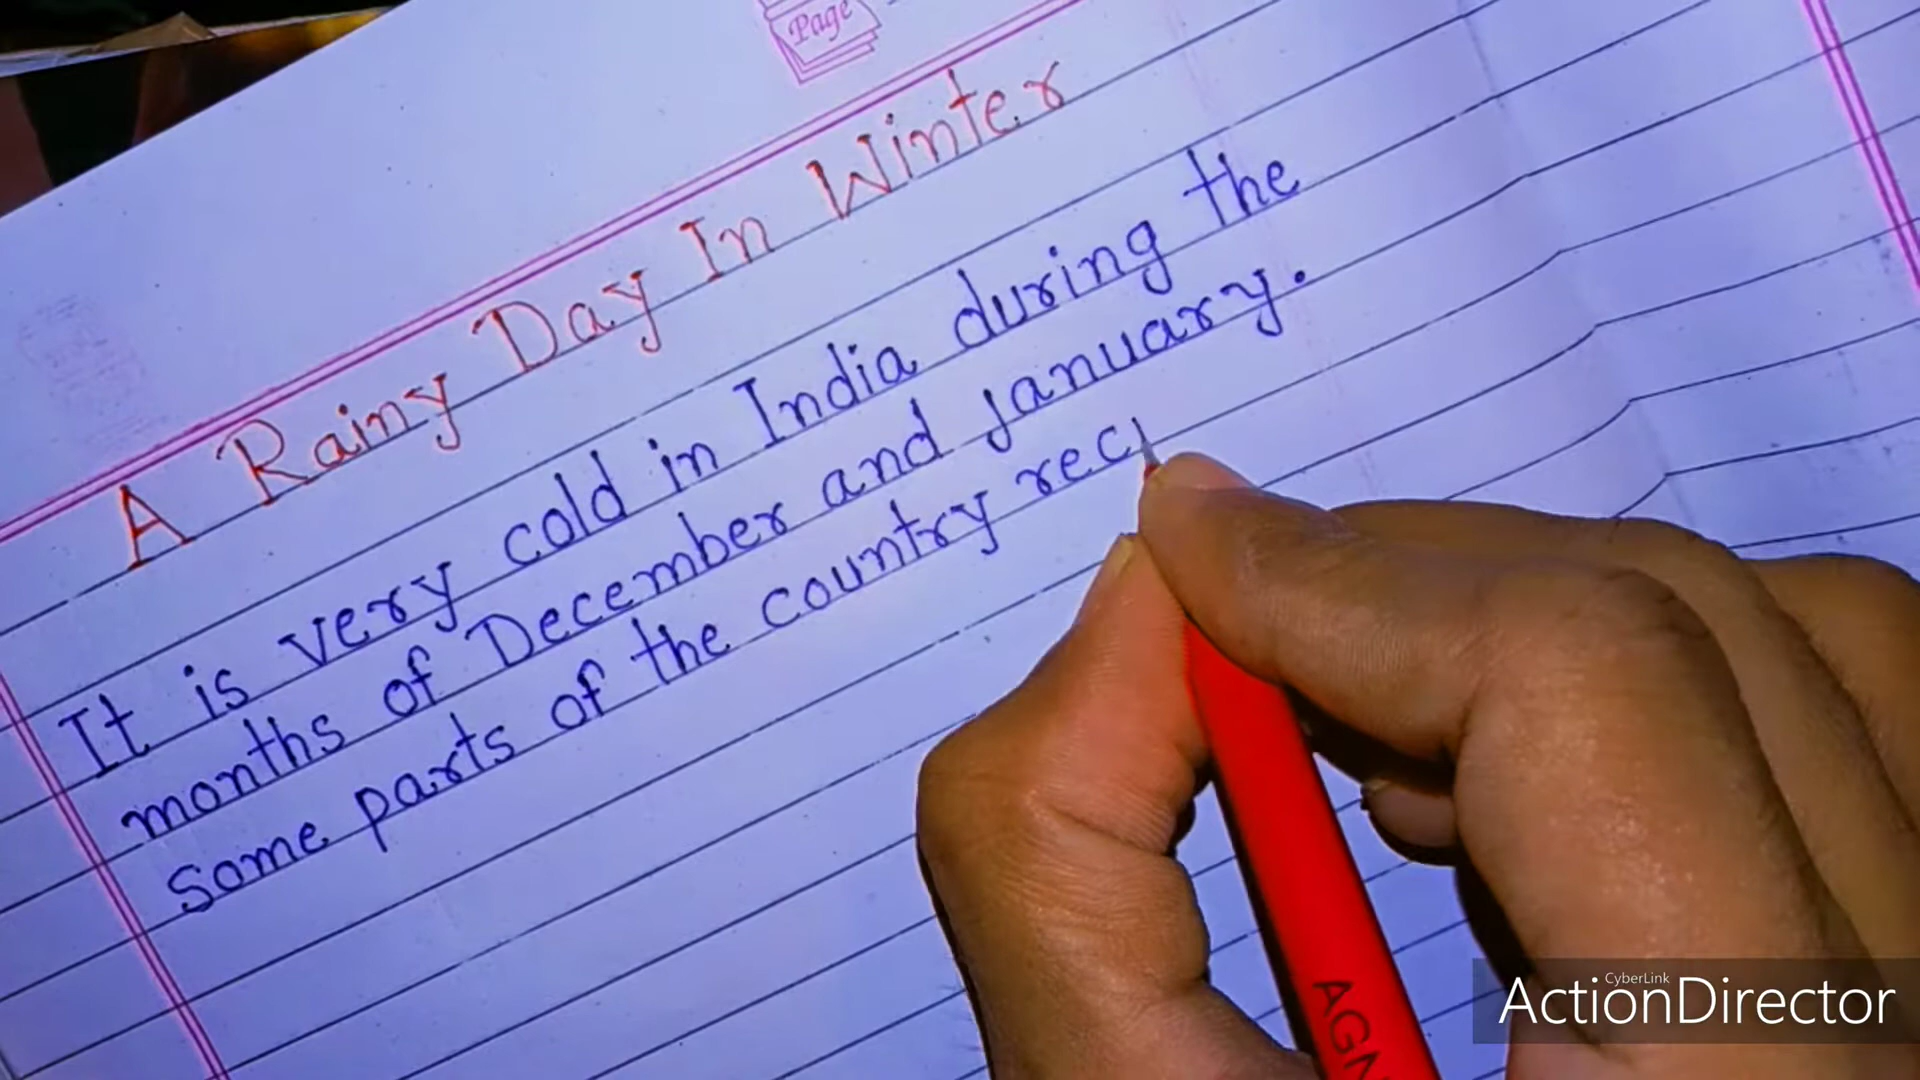 Page
A Rainy Day In Winter
It is very cold in India during the
months of December and january.
Some parts of the country rec
AGN
CyberLink
ActionDirector